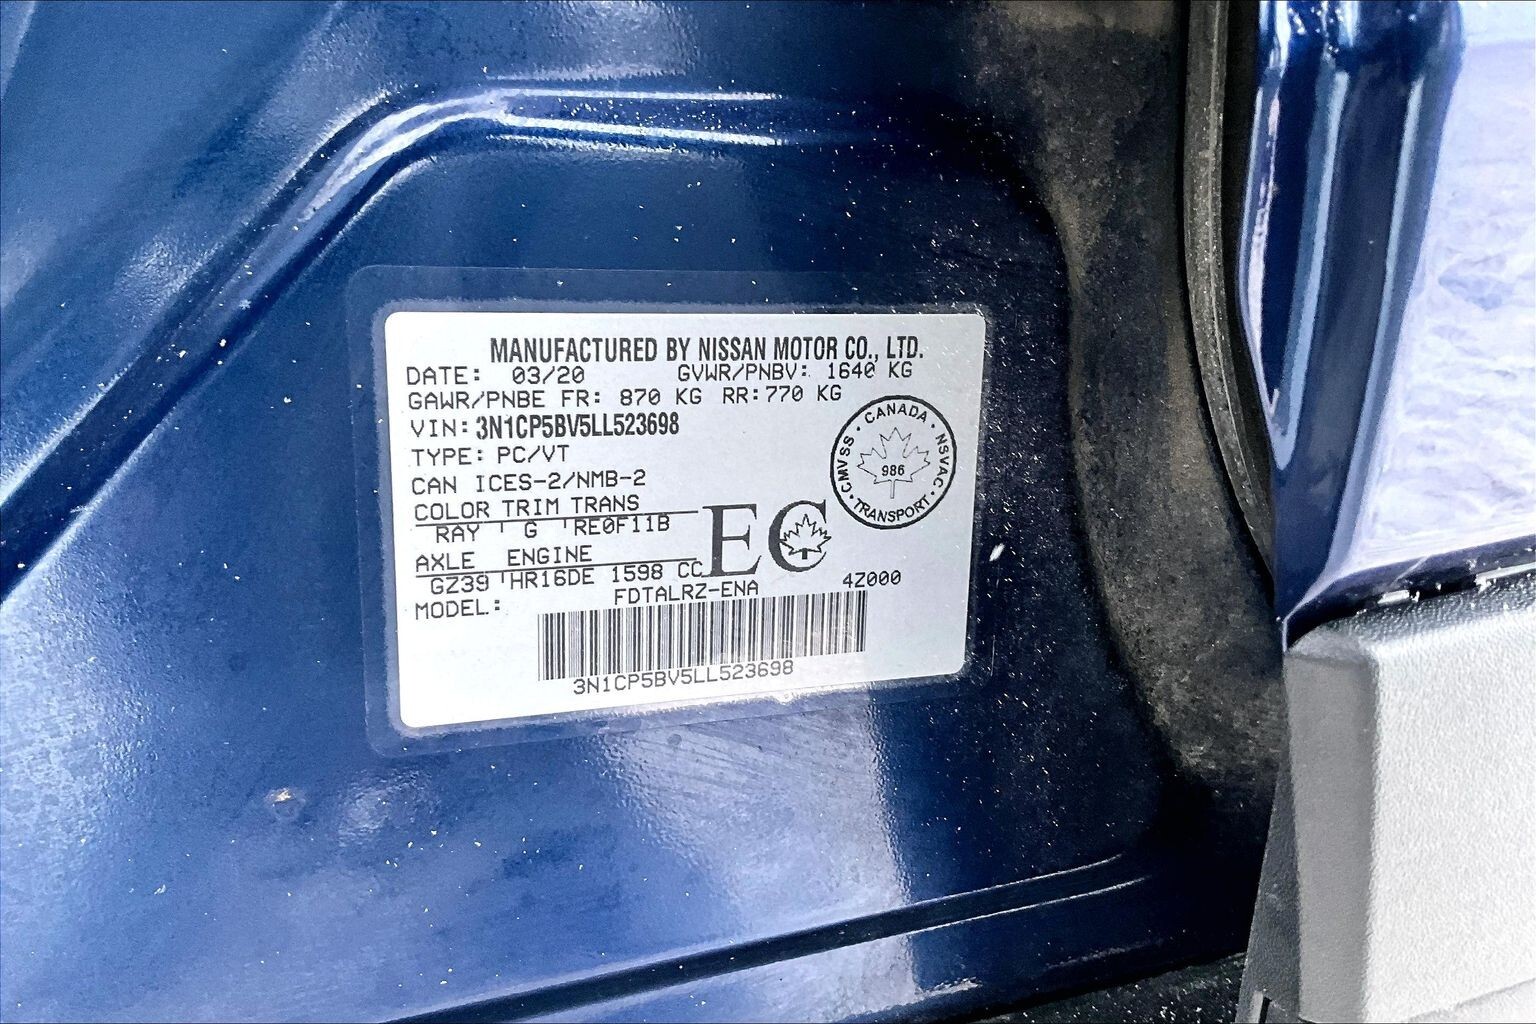 MANUFACTURED BY NISSAN MOTOR CO., LTD.
DATE: 03/20 GVWR/PNBV: 1640 KG
GAWR/PNBE FR: 870 KG RR: 770 KG
VIN: 3N1CP5BV5LL523698
TYPE: PC/VT
CAN ICES-2/NMB-2
COLOR TRIM TRANS
RAY G RE0F11B
AXLE ENGINE
GZ39 HR16DE 1598 CC
MODEL: FDTALRZ-ENA 4Z000
3N1CP5BV5LL523698
EC
CANADA
CMVSS NSVAC
986
TRANSPORT